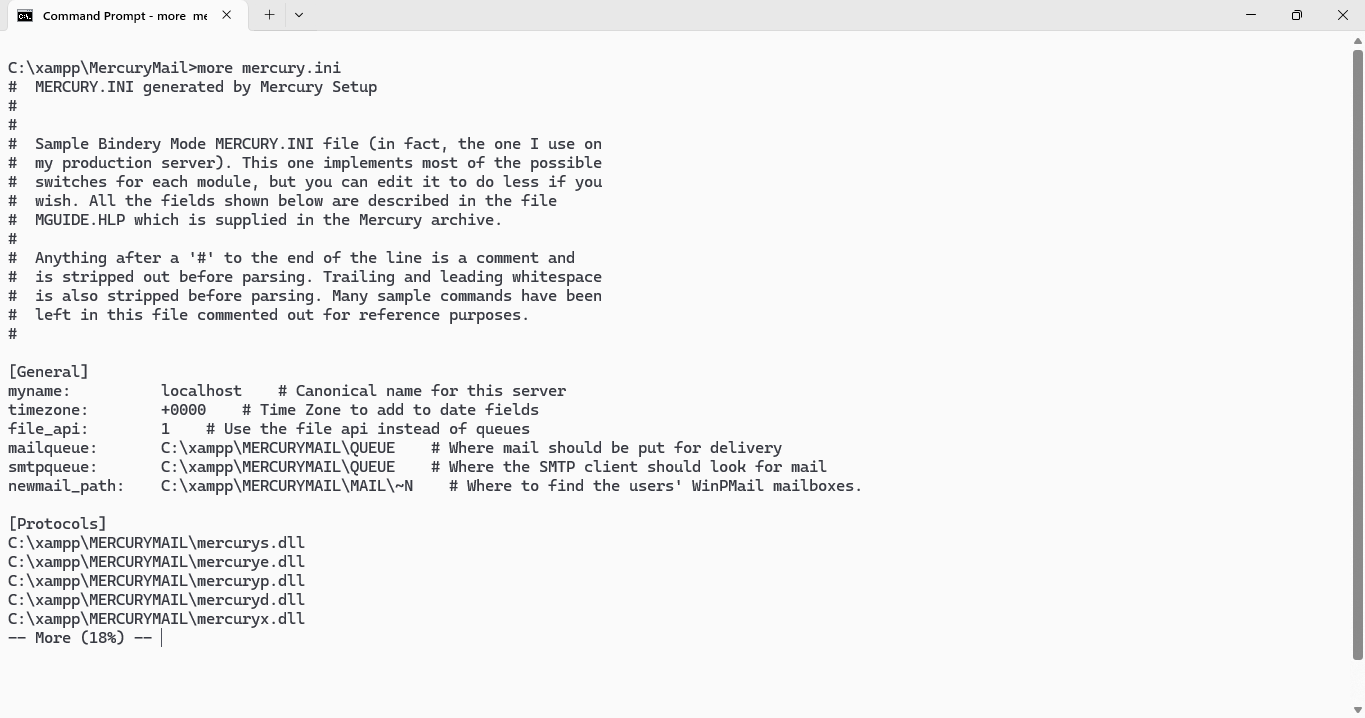 Command Prompt - more  me
C:\xampp\MercuryMail>more mercury.ini
#  MERCURY.INI generated by Mercury Setup
#
#
#  Sample Bindery Mode MERCURY.INI file (in fact, the one I use on
#  my production server). This one implements most of the possible
#  switches for each module, but you can edit it to do less if you
#  wish. All the fields shown below are described in the file
#  MGUIDE.HLP which is supplied in the Mercury archive.
#
#  Anything after a '#' to the end of the line is a comment and
#  is stripped out before parsing. Trailing and leading whitespace
#  is also stripped before parsing. Many sample commands have been
#  left in this file commented out for reference purposes.
#
[General]
myname:          localhost    # Canonical name for this server
timezone:        +0000    # Time Zone to add to date fields
file_api:        1    # Use the file api instead of queues
mailqueue:       C:\xampp\MERCURYMAIL\QUEUE    # Where mail should be put for delivery
smtpqueue:       C:\xampp\MERCURYMAIL\QUEUE    # Where the SMTP client should look for mail
newmail_path:    C:\xampp\MERCURYMAIL\MAIL\~N    # Where to find the users' WinPMail mailboxes.
[Protocols]
C:\xampp\MERCURYMAIL\mercurys.dll
C:\xampp\MERCURYMAIL\mercurye.dll
C:\xampp\MERCURYMAIL\mercuryp.dll
C:\xampp\MERCURYMAIL\mercuryd.dll
C:\xampp\MERCURYMAIL\mercuryx.dll
-- More (18%) --